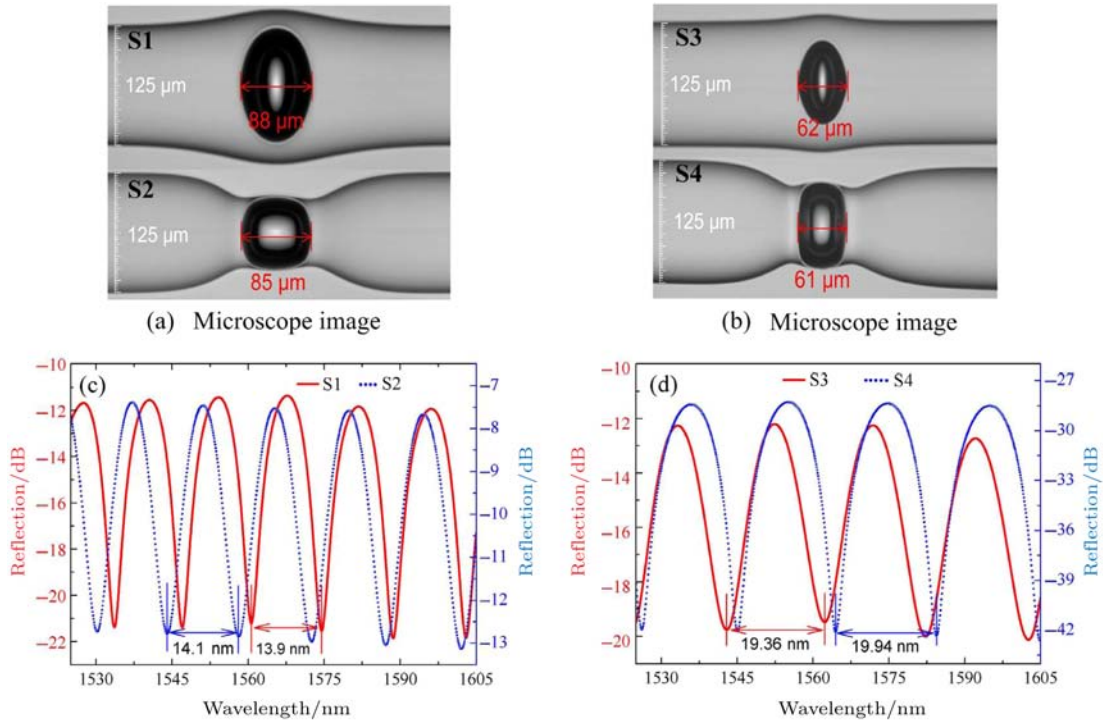 S1
125 µm
88 µm
S2
125 µm
85 µm
(a) Microscope image
S3
125 µm
62 µm
S4
125 µm
61 µm
(b) Microscope image
(c)
S1 S2
Reflection/dB
−10
−12
−14
−16
−18
−20
−22
−7
−8
−9
−10
−11
−12
−13
Reflection/dB
14.1 nm
13.9 nm
1530 1545 1560 1575 1590 1605
Wavelength/nm
(d)
S3 S4
Reflection/dB
−10
−12
−14
−16
−18
−20
−27
−30
−33
−36
−39
−42
Reflection/dB
19.36 nm
19.94 nm
1530 1545 1560 1575 1590 1605
Wavelength/nm